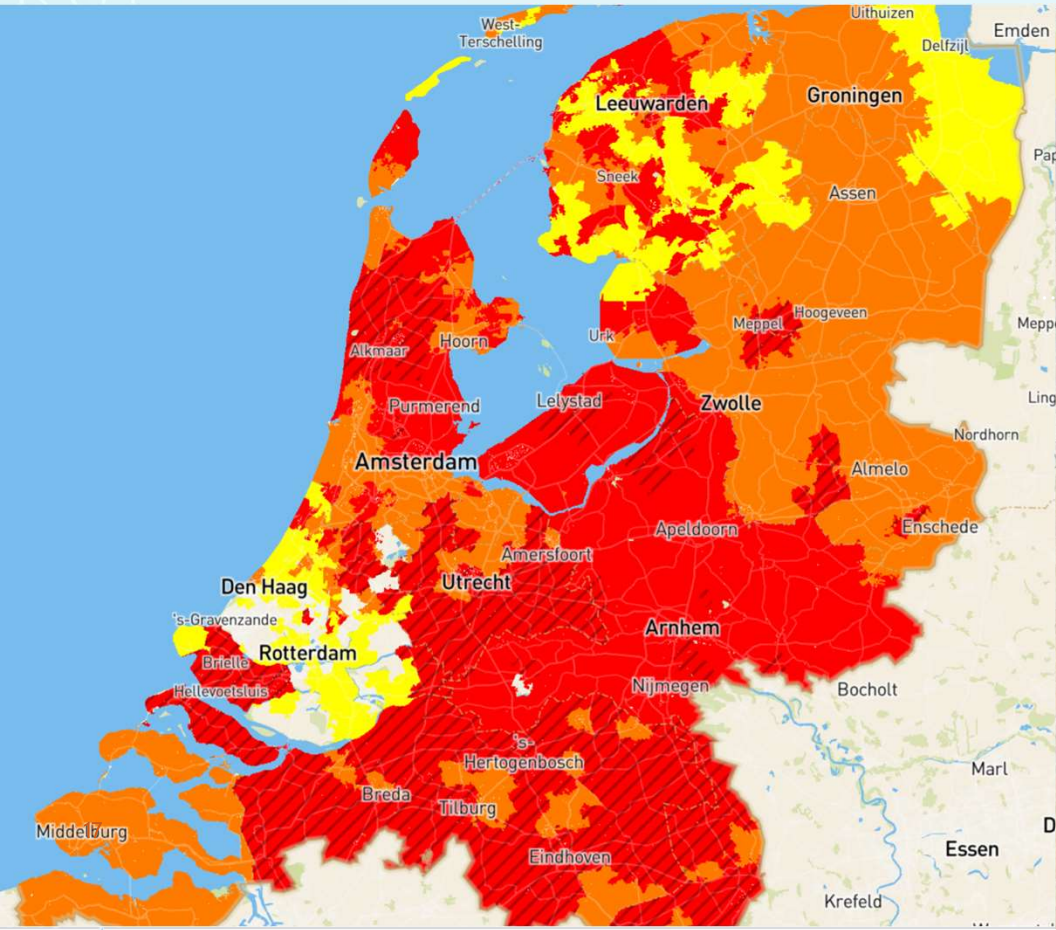 Uithuizen
West-
Terschelling
Emden
Delfzijl
Leeuwarden
Groningen
Sneek
Assen
Urk
Meppel
Hoogeveen
Alkmaar
Hoorn
Lelystad
Zwolle
Purmerend
Ling
Nordhorn
Amsterdam
Almelo
Enschede
Apeldoorn
Amersfoort
Utrecht
Den Haag
's-Gravenzande
Arnhem
Rotterdam
Brielle
Nijmegen
Bocholt
Hellevoetsluis
's-
Hertogenbosch
Marl
Breda
Tilburg
Middelburg
D
Essen
Eindhoven
Krefeld